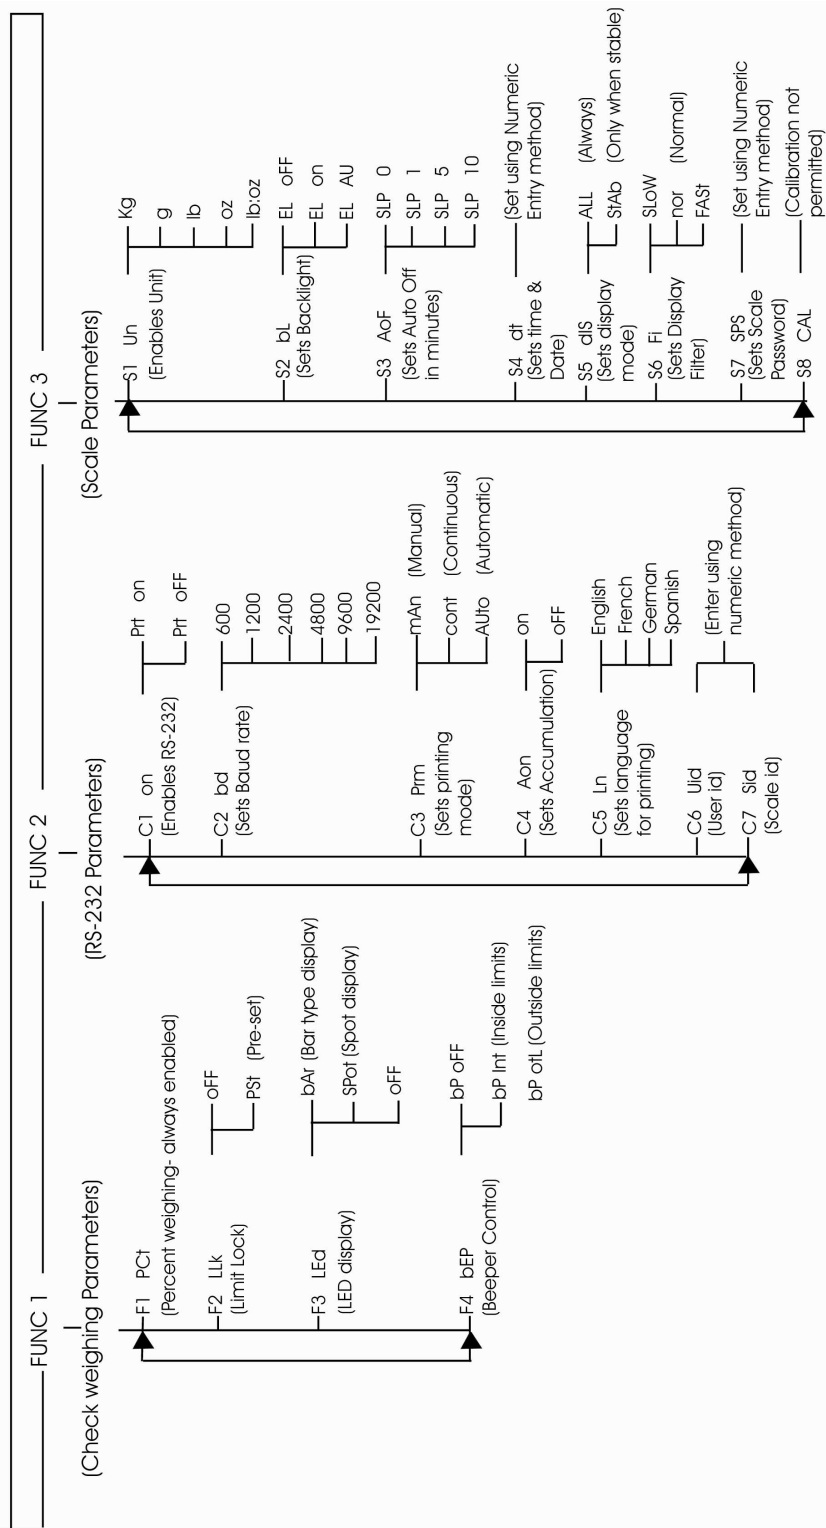 FUNC 1
(Check weighing Parameters)
F1 PCt
(Percent weighing- always enabled)
F2 LLk
(Limit Lock)
oFF
PSt (Pre-set)
F3 LEd
(LED display)
bAr (Bar type display)
SPot (Spot display)
oFF
F4 bEP
(Beeper Control)
bP oFF
bP Int (Inside limits)
bP otL (Outside limits)
FUNC 2
(RS-232 Parameters)
C1 on
(Enables RS-232)
Prt on
Prt oFF
C2 bd
(Sets Baud rate)
600
1200
2400
4800
9600
19200
C3 Prm
(Sets printing
mode)
mAn (Manual)
cont (Continuous)
AUto (Automatic)
C4 Aon
(Sets Accumulation)
on
oFF
C5 Ln
(Sets language
for printing)
English
French
German
Spanish
C6 Uid
(User id)
C7 Sid
(Scale id)
(Enter using
numeric method)
FUNC 3
(Scale Parameters)
S1 Un
(Enables Unit)
Kg
g
lb
oz
lb:oz
S2 bL
(Sets Backlight)
EL oFF
EL on
EL AU
S3 AoF
(Sets Auto Off
in minutes)
SLP 0
SLP 1
SLP 5
SLP 10
S4 dt
(Sets time &
Date)
(Set using Numeric
Entry method)
S5 dIS
(Sets display
mode)
ALL (Always)
StAb (Only when stable)
S6 Fi
(Sets Display
Filter)
SLoW
nor (Normal)
FASt
S7 SPS
(Sets Scale
Password)
(Set using Numeric
Entry method)
S8 CAL
(Calibration not
permitted)